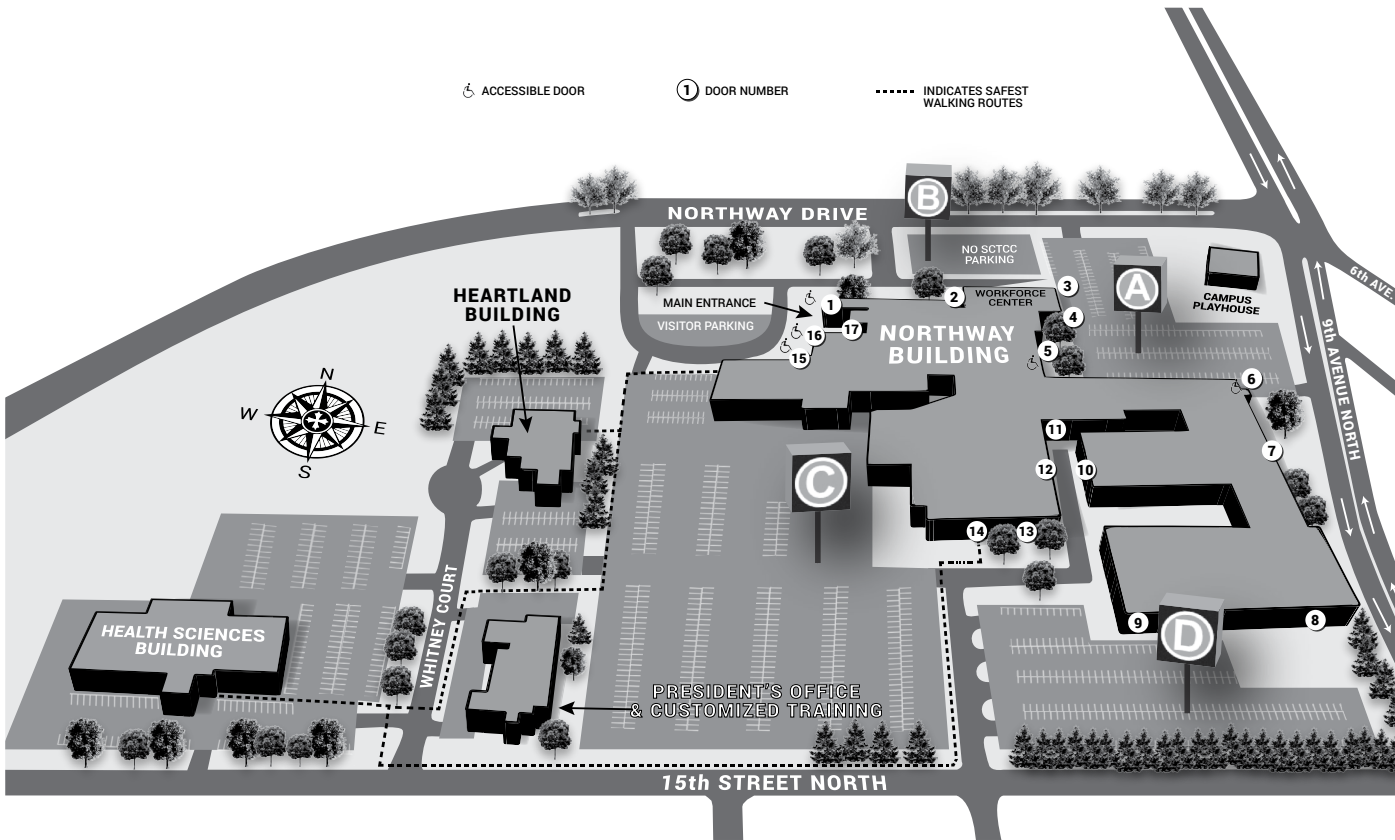 ACCESSIBLE DOOR
1 DOOR NUMBER
INDICATES SAFEST
WALKING ROUTES
B
NORTHWAY DRIVE
NO SCTCC
PARKING
6th AVE.
A
CAMPUS
PLAYHOUSE
HEARTLAND
BUILDING
MAIN ENTRANCE
VISITOR PARKING
1
2
WORKFORCE
CENTER
3
4
5
16
17
15
NORTHWAY
BUILDING
6
7
9th AVENUE NORTH
N
W
E
S
C
11
12
10
14
13
HEALTH SCIENCES
BUILDING
WHITNEY COURT
9
D
8
PRESIDENT'S OFFICE
& CUSTOMIZED TRAINING
15th STREET NORTH